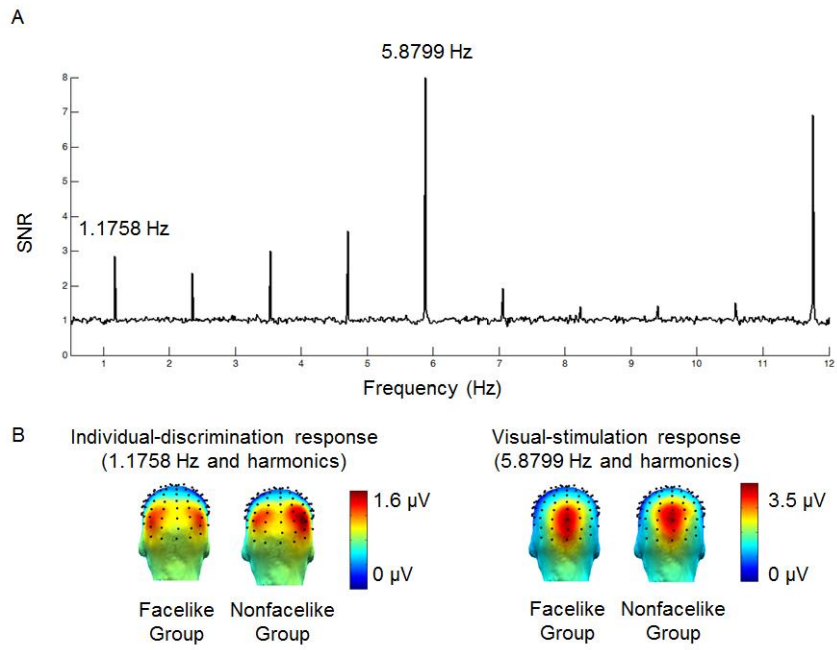 A
5.8799 Hz
8
7
6
5
4
3
2
1
0
1.1758 Hz
SNR
1 2 3 4 5 6 7 8 9 10 11 12
Frequency (Hz)
B
Individual-discrimination response
(1.1758 Hz and harmonics)
1.6 µV
0 µV
Facelike
Group
Nonfacelike
Group
Visual-stimulation response
(5.8799 Hz and harmonics)
3.5 µV
0 µV
Facelike
Group
Nonfacelike
Group